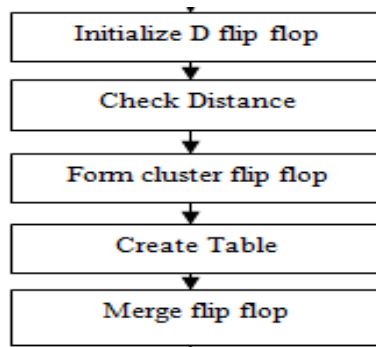 Initialize D flip flop
Check Distance
Form cluster flip flop
Create Table
Merge flip flop